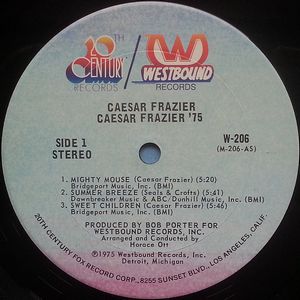 20TH
CENTURY
RECORDS
W
WESTBOUND
RECORDS
CAESAR FRAZIER
CAESAR FRAZIER '75
SIDE 1
STEREO
W-206
(M-206-AS)
1. MIGHTY MOUSE (Caesar Frazier) (5:20)
Bridgeport Music, Inc. (BMI)
2. SUMMER BREEZE (Seals & Crofts) (5:41)
Dawnbreaker Music & ABC/Dunhill Music, Inc. (BMI)
3. SWEET CHILDREN (Caesar Frazier) (5:46)
Bridgeport Music, Inc. (BMI)
PRODUCED BY BOB PORTER FOR
WESTBOUND RECORDS, INC.
Arranged and Conducted by
Horace Ott
℗1975 Westbound Records, Inc.
Detroit, Michigan
20TH CENTURY FOX RECORD CORP., 8255 SUNSET BLVD., LOS ANGELES, CALIF.